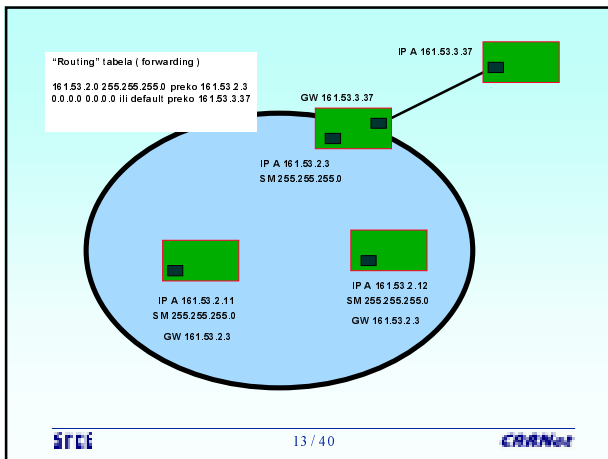 “Routing” tabela ( forwarding )
161.53.2.0 255.255.255.0 preko 161.53.2.3
0.0.0.0 0.0.0.0 ili default preko 161.53.3.37
IP A 161.53.3.37
GW 161.53.3.37
IP A 161.53.2.3
SM 255.255.255.0
IP A 161.53.2.11
SM 255.255.255.0
GW 161.53.2.3
IP A 161.53.2.12
SM 255.255.255.0
GW 161.53.2.3
13 / 40
CARNet